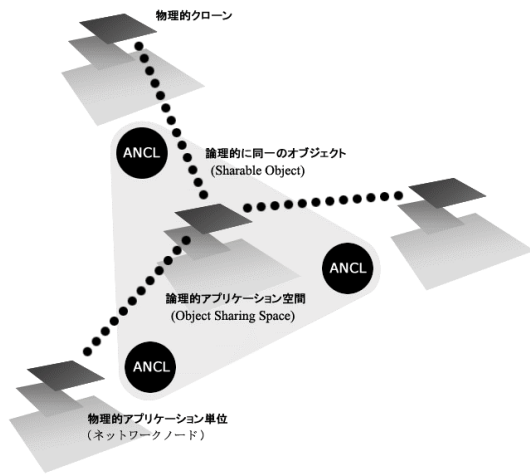 物理的クローン
ANCL
論理的に同一のオブジェクト
(Sharable Object)
ANCL
論理的アプリケーション空間
(Object Sharing Space)
ANCL
物理的アプリケーション単位
(ネットワークノード)